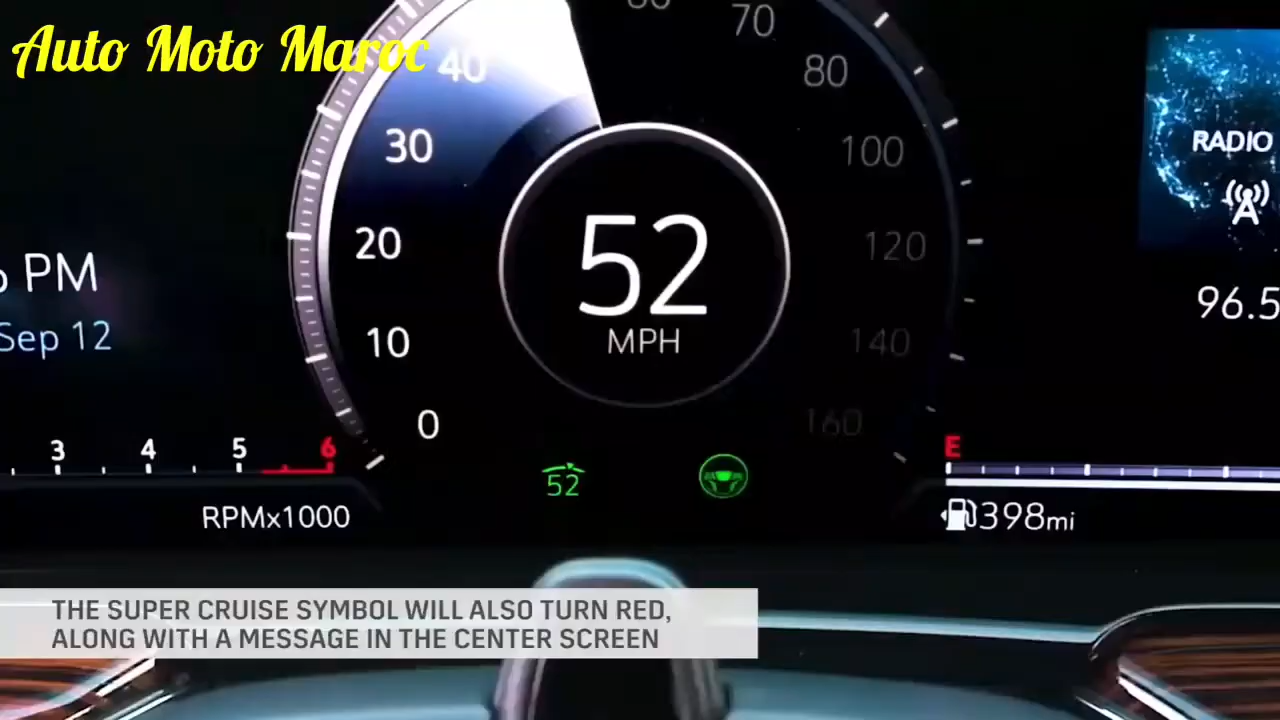 Auto Moto Maroc
70
40
80
30
100
RADIO
20
120
PM
52
96.5
Sep 12
MPH
10
140
0
160
3 4 5 6
E
52
RPMx1000
398mi
THE SUPER CRUISE SYMBOL WILL ALSO TURN RED,
ALONG WITH A MESSAGE IN THE CENTER SCREEN